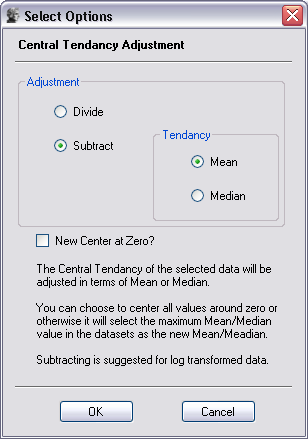 Select Options
Central Tendancy Adjustment
Adjustment
Divide
Subtract
Tendancy
Mean
Median
New Center at Zero?
The Central Tendancy of the selected data will be
adjusted in terms of Mean or Median.
You can choose to center all values around zero or
otherwise it will select the maximum Mean/Median
value in the datasets as the new Mean/Meadian.
Subtracting is suggested for log transformed data.
OK
Cancel